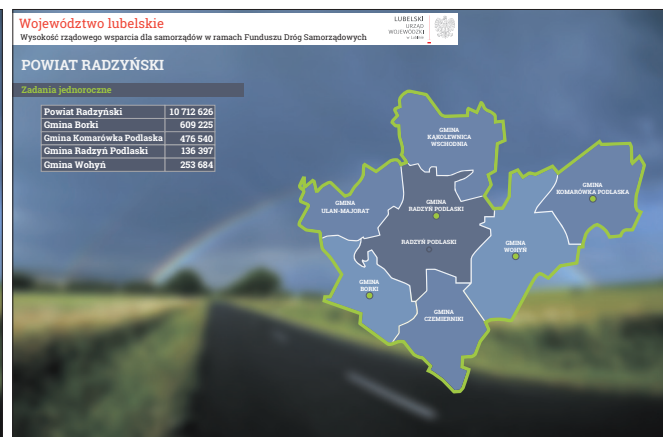 Województwo lubelskie
Wysokość rządowego wsparcia dla samorządów w ramach Funduszu Dróg Samorządowych
LUBELSKI
URZĄD
WOJEWÓDZKI
w Lublinie
POWIAT RADZYŃSKI
Zadania jednoroczne
Powiat Radzyński 10 712 626
Gmina Borki 609 225
Gmina Komarówka Podlaska 476 540
Gmina Radzyń Podlaski 136 397
Gmina Wohyń 253 684
GMINA
KĄKOLEWNICA
WSCHODNIA
GMINA
KOMARÓWKA PODLASKA
GMINA
ULAN-MAJORAT
GMINA
RADZYŃ PODLASKI
RADZYŃ PODLASKI
GMINA
WOHYŃ
GMINA
BORKI
GMINA
CZEMIERNIKI